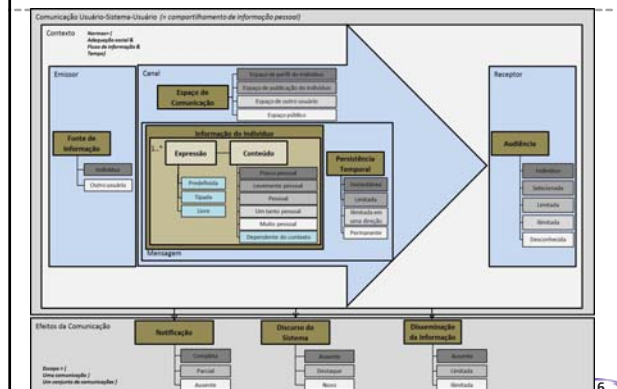 Comunicação Usuário-Sistema-Usuário (= compartilhamento de informação pessoal)
Contexto
Normas= {
Adequação social &
Fluxo de informação &
Tempo}
Emissor
Fonte de
Informação
Indivíduo
Outro usuário
Canal
Espaço de
Comunicação
Espaço de perfil do indivíduo
Espaço de publicação do indivíduo
Espaço de outro usuário
Espaço público
Informação do Indivíduo
1..*
Expressão
Predefinida
Tipada
Livre
Conteúdo
Pouco pessoal
Levemente pessoal
Pessoal
Um tanto pessoal
Muito pessoal
Dependente do contexto
Mensagem
Persistência
Temporal
Instantânea
Limitada
Ilimitada em
uma direção
Permanente
Receptor
Audiência
Indivíduo
Selecionada
Limitada
Ilimitada
Desconhecida
Efeitos da Comunicação
Escopo = {
Uma comunicação |
Um conjunto de comunicações }
Notificação
Completa
Parcial
Ausente
Discurso do
Sistema
Ausente
Destaque
Novo
Disseminação
da Informação
Ausente
Limitada
Ilimitada
6